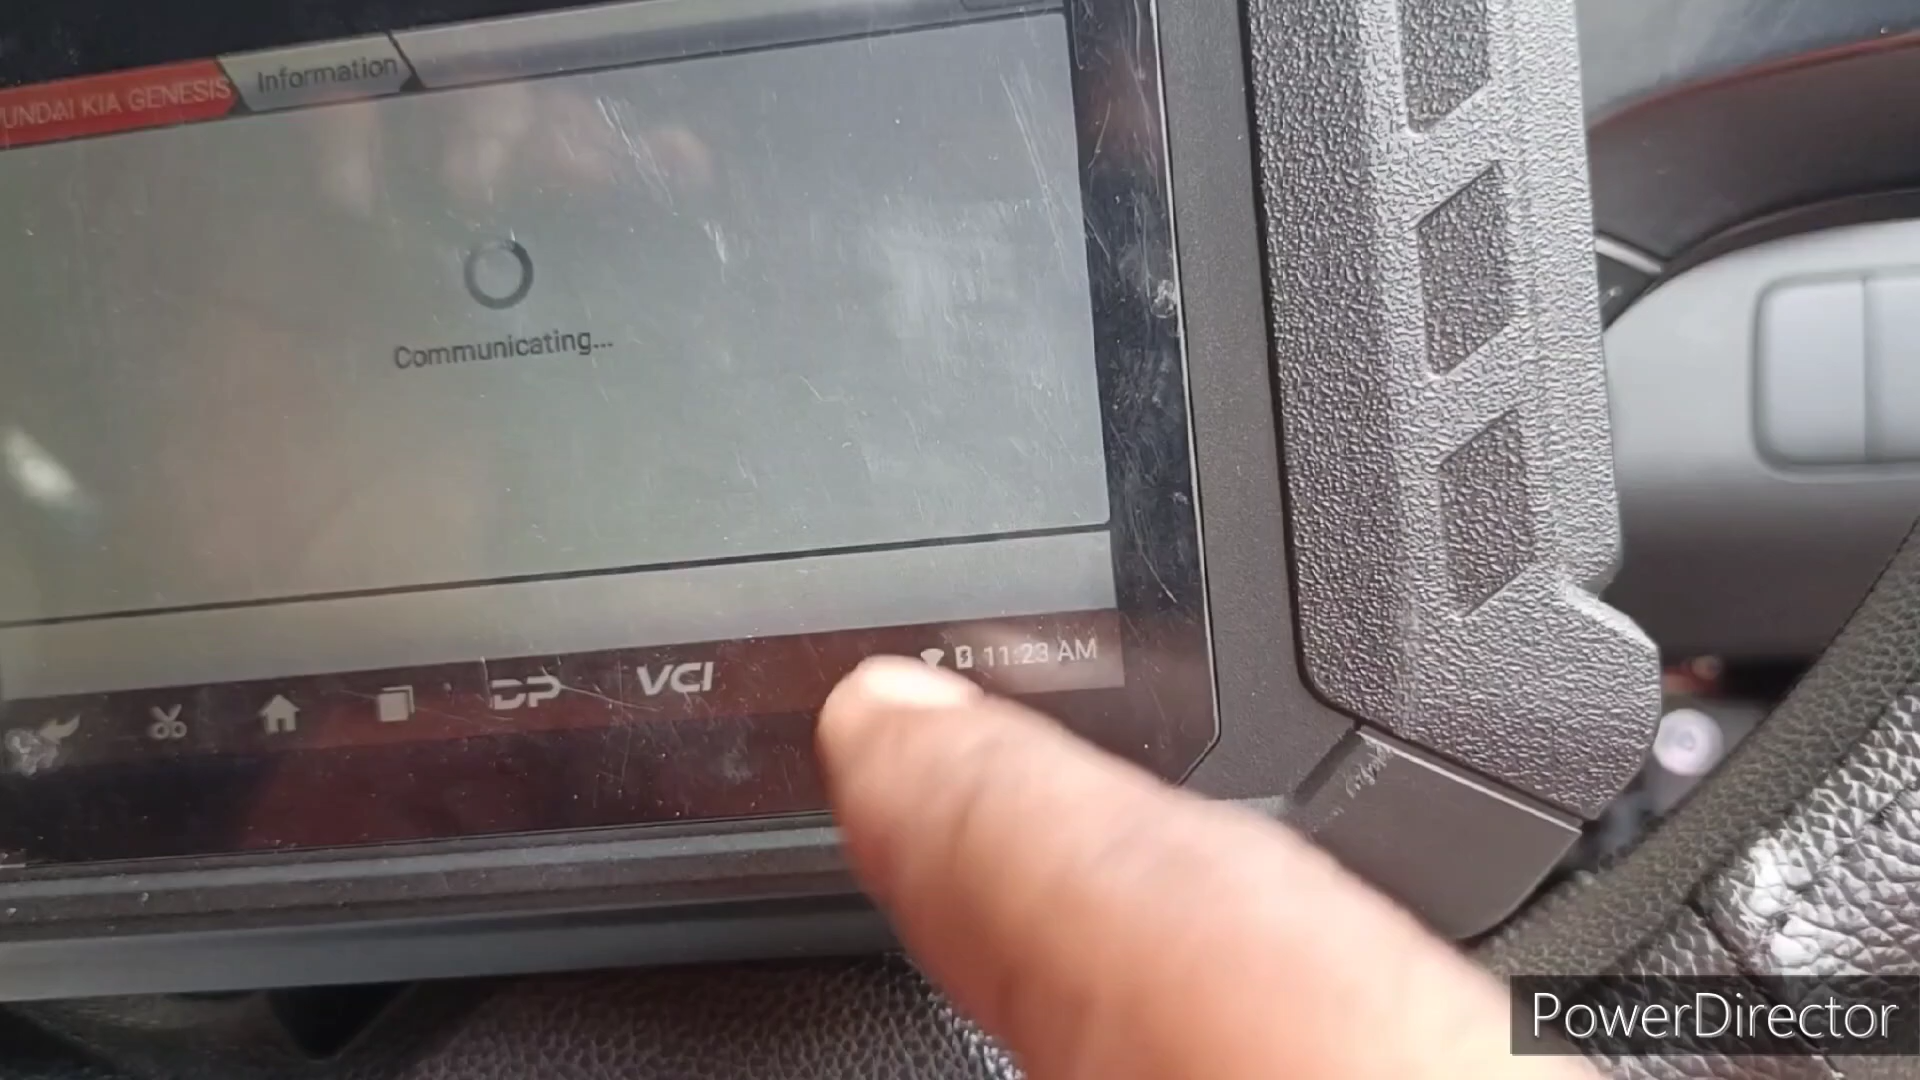 UNDAI KIA GENESIS
Information
Communicating...
DP
VCI
11:23 AM
PowerDirector